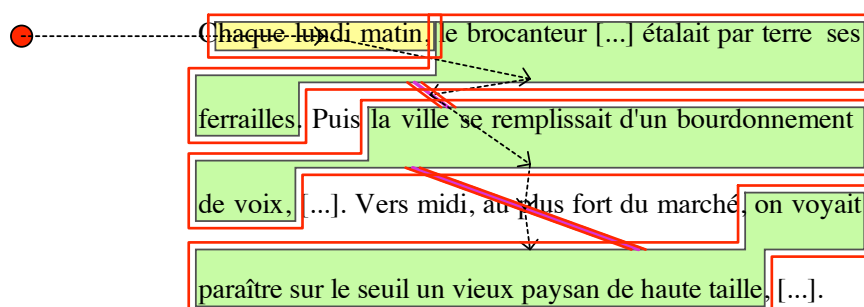 Chaque lundi matin, le brocanteur [...] étalait par terre ses
ferrailles. Puis la ville se remplissait d'un bourdonnement
de voix, [...]. Vers midi, au plus fort du marché, on voyait
paraître sur le seuil un vieux paysan de haute taille, [...].